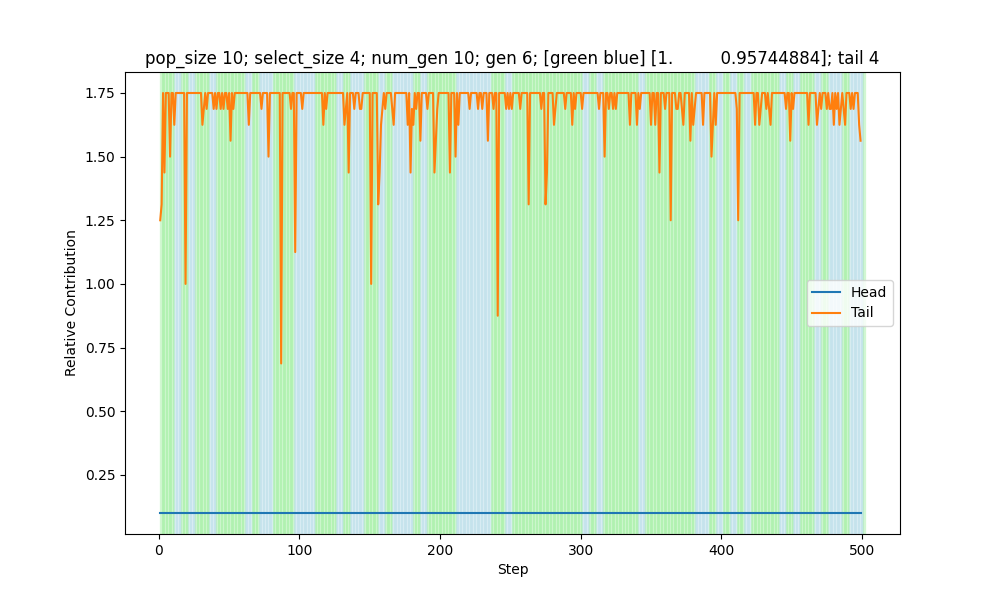 pop_size 10; select_size 4; num_gen 10; gen 6; [green blue] [1.         0.95744884]; tail 4
1.75
1.50
1.25
1.00
0.75
0.50
0.25
Relative Contribution
Head
Tail
0 100 200 300 400 500
Step